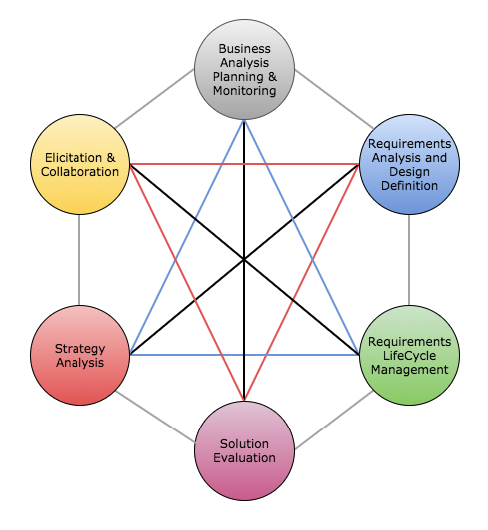 Business
Analysis
Planning &
Monitoring
Elicitation &
Collaboration
Requirements
Analysis and
Design
Definition
Strategy
Analysis
Requirements
LifeCycle
Management
Solution
Evaluation